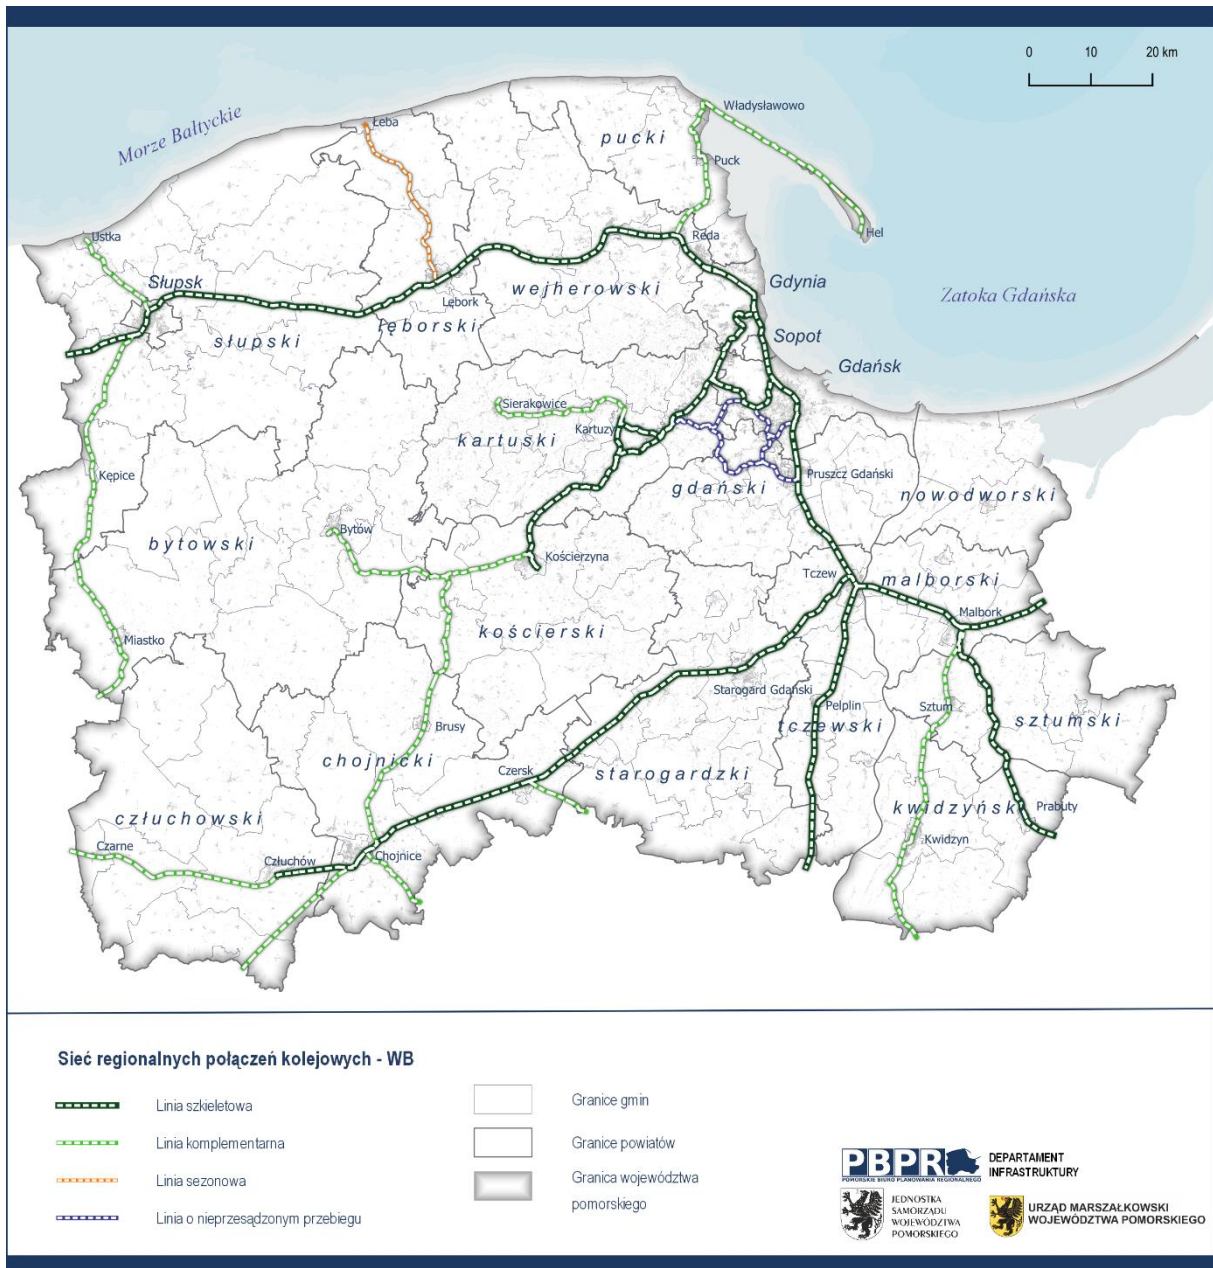 0 10 20 km
Morze Bałtyckie
Łeba
Władysławowo
pucki
Puck
Ustka
Reda
Hel
Słupsk
Lębork
wejherowski
Gdynia
Zatoka Gdańska
słupski
lęborski
Sopot
Gdańsk
Sierakowice
Kartuzy
kartuski
Kępice
gdański
Pruszcz Gdański
nowodworski
bytowski
Bytów
Kościerzyna
Tczew
malborski
Malbork
Miastko
kościerski
Starogard Gdański
Pelplin
Sztum
tczewski
sztumski
Brusy
chojnicki
Czersk
starogardzki
człuchowski
kwidzyński
Prabuty
Czarne
Człuchów
Chojnice
Kwidzyn
Sieć regionalnych połączeń kolejowych - WB
Linia szkieletowa
Linia komplementarna
Linia sezonowa
Linia o nieprzesądzonym przebiegu
Granice gmin
Granice powiatów
Granica województwa
pomorskiego
PBPR
POMORSKIE BIURO PLANOWANIA REGIONALNEGO
DEPARTAMENT
INFRASTRUKTURY
JEDNOSTKA
SAMORZĄDU
WOJEWÓDZTWA
POMORSKIEGO
URZĄD MARSZAŁKOWSKI
WOJEWÓDZTWA POMORSKIEGO